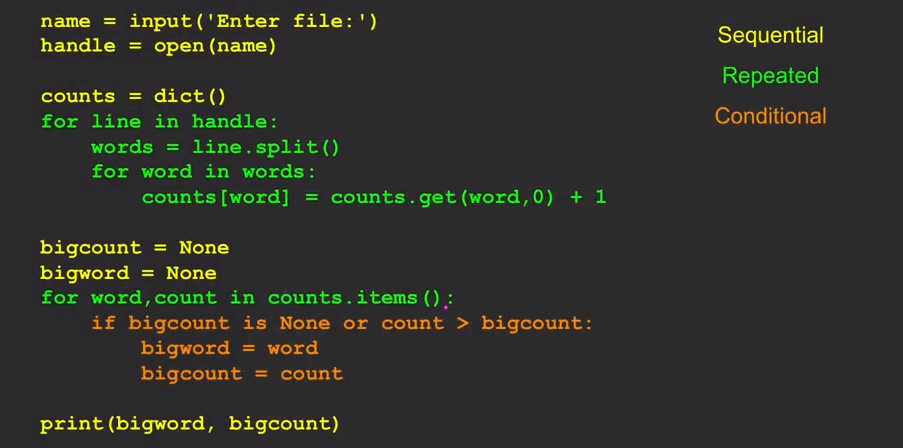 name = input('Enter file:')
handle = open(name)

counts = dict()
for line in handle:
    words = line.split()
    for word in words:
        counts[word] = counts.get(word,0) + 1

bigcount = None
bigword = None
for word,count in counts.items():
    if bigcount is None or count > bigcount:
        bigword = word
        bigcount = count

print(bigword, bigcount)
Sequential
Repeated
Conditional